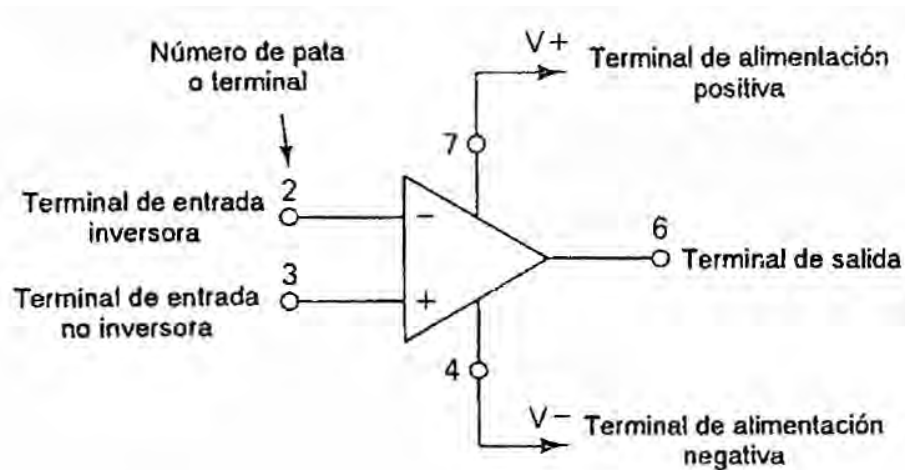 Número de pata
o terminal
V+
Terminal de alimentación
positiva
7
2
Terminal de entrada
inversora
−
6
Terminal de salida
3
Terminal de entrada
no inversora
+
4
V−
Terminal de alimentación
negativa